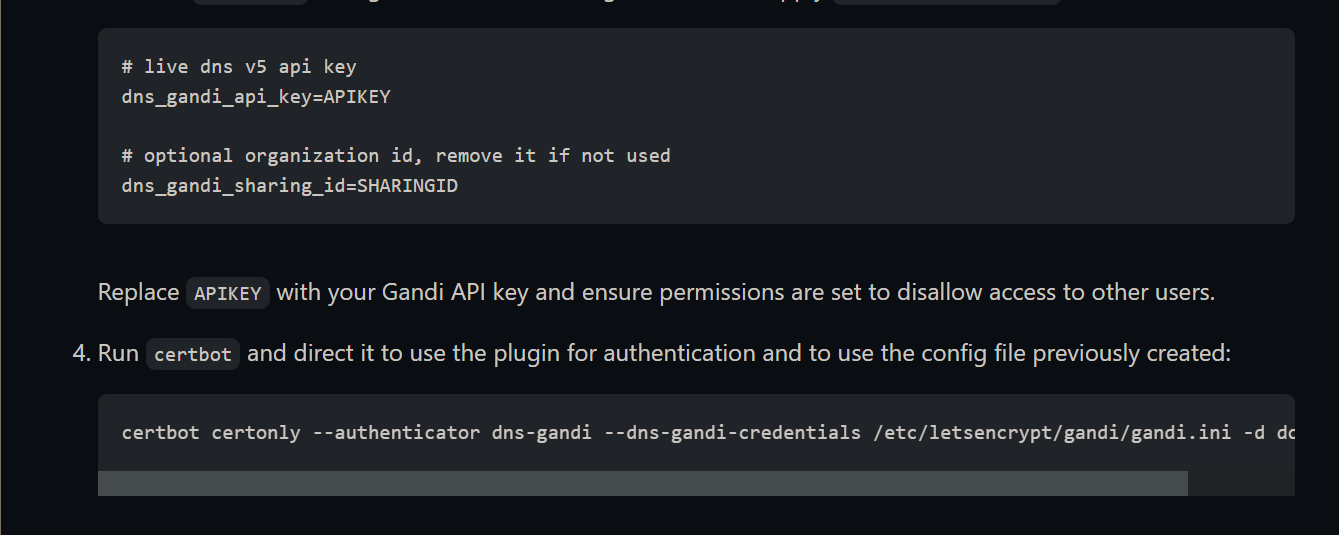 # live dns v5 api key
dns_gandi_api_key=APIKEY
# optional organization id, remove it if not used
dns_gandi_sharing_id=SHARINGID
Replace APIKEY with your Gandi API key and ensure permissions are set to disallow access to other users.
4. Run certbot and direct it to use the plugin for authentication and to use the config file previously created:
certbot certonly --authenticator dns-gandi --dns-gandi-credentials /etc/letsencrypt/gandi/gandi.ini -d